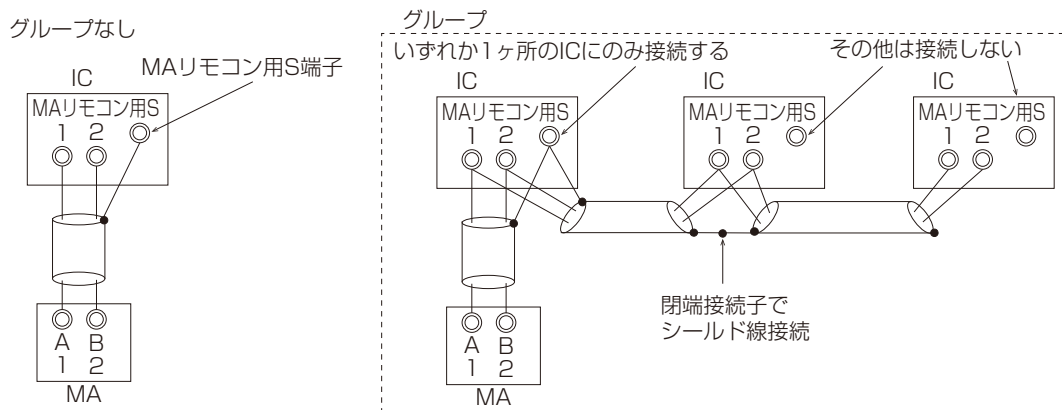 グループなし
MAリモコン用S端子
IC
MAリモコン用S
1 2
A B
1 2
MA
グループ
いずれか1ヶ所のICにのみ接続する
その他は接続しない
IC
MAリモコン用S
1 2
IC
MAリモコン用S
1 2
IC
MAリモコン用S
1 2
閉端接続子で
シールド線接続
A B
1 2
MA